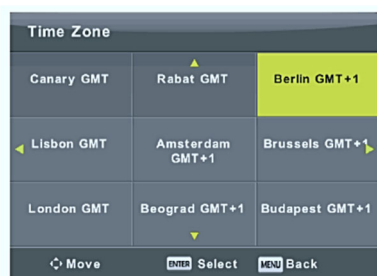 Time Zone
Canary GMT
Rabat GMT
Berlin GMT+1
Lisbon GMT
Amsterdam
GMT+1
Brussels GMT+1
London GMT
Beograd GMT+1
Budapest GMT+1
Move
ENTER Select
MENU Back